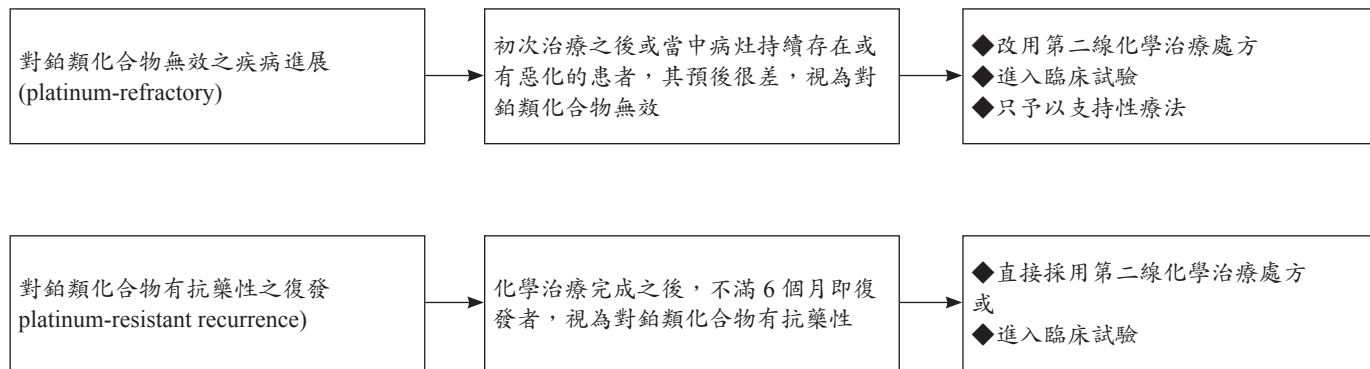 對鉑類化合物無效之疾病進展
(platinum-refractory)
初次治療之後或當中病灶持續存在或
有惡化的患者，其預後很差，視為對
鉑類化合物無效
◆改用第二線化學治療處方
◆進入臨床試驗
◆只予以支持性療法
對鉑類化合物有抗藥性之復發
platinum-resistant recurrence)
化學治療完成之後，不滿 6 個月即復
發者，視為對鉑類化合物有抗藥性
◆直接採用第二線化學治療處方
或
◆進入臨床試驗